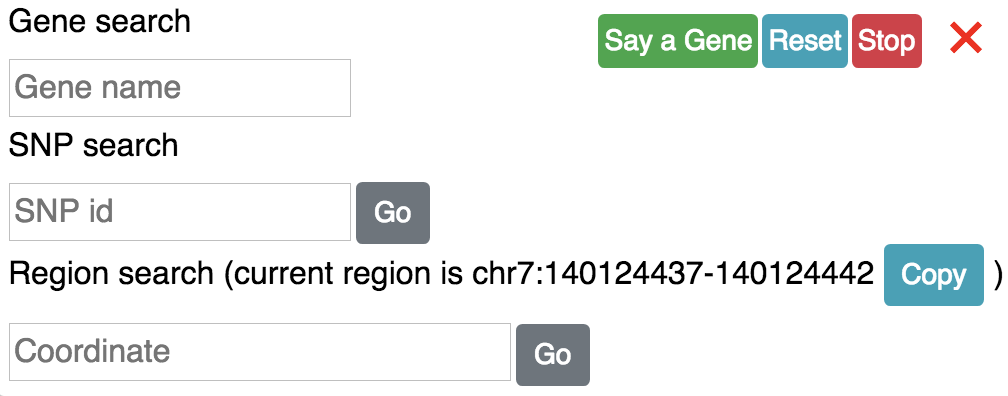 Gene search
Say a Gene Reset Stop
Gene name
SNP search
SNP id Go
Region search (current region is chr7:140124437-140124442 Copy )
Coordinate Go